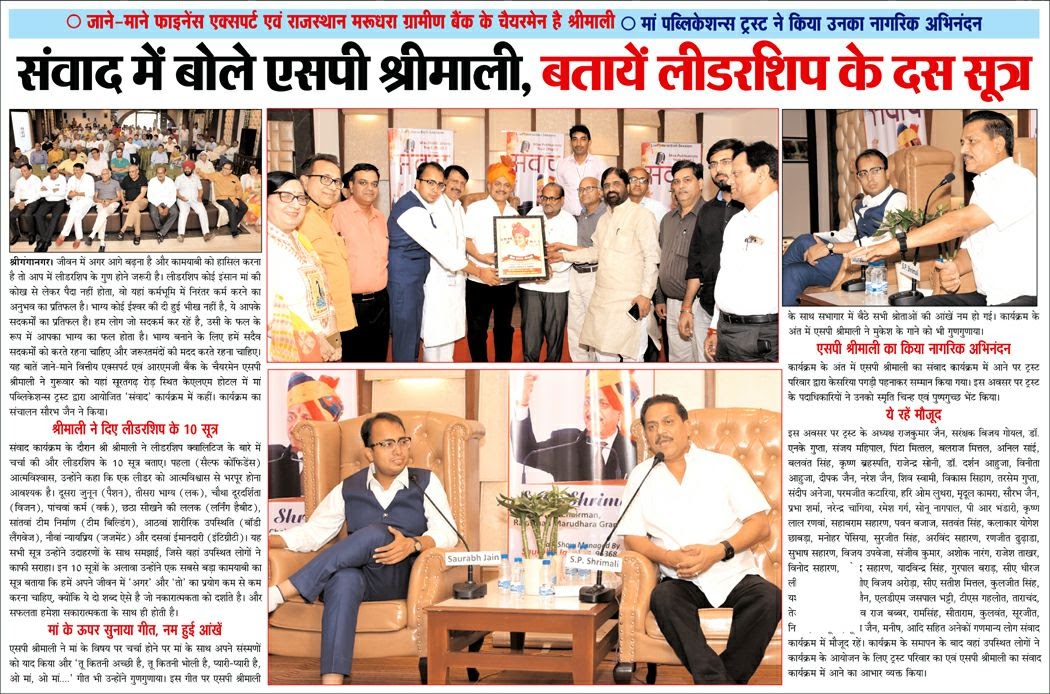 ○ जाने-माने फाइनेंस एक्सपर्ट एवं राजस्थान मरूधरा ग्रामीण बैंक के चैयरमेन है श्रीमाली ○ मां पब्लिकेशन्स ट्रस्ट ने किया उनका नागरिक अभिनंदन
संवाद में बोले एसपी श्रीमाली, बतायें लीडरशिप के दस सूत्र
श्रीगंगानगर। जीवन में अगर आगे बढ़ना है और कामयाबी को हासिल करना
है तो आप में लीडरशिप के गुण होने जरूरी है। लीडरशिप कोई इंसान मां की
कोख से लेकर पैदा नहीं होता, वो यहां कर्मभूमि में निरंतर कर्म करने का
अनुभव का प्रतिफल है। भाग्य कोई ईश्वर की दी हुई भीख नहीं है, ये आपके
सदकर्मों का प्रतिफल है। हम लोग जो सदकर्म कर रहें है, उसी के फल के
रूप में आपका भाग्य का फल होता है। भाग्य बनाने के लिए हमें सदैव
सदकर्मो को करते रहना चाहिए और जरूरतमंदों की मदद करते रहना चाहिए।
यह बातें जाने-माने वित्तीय एक्सपर्ट एवं आरएमजी बैंक के चैयरमेन एसपी
श्रीमाली ने गुरूवार को यहां सूरतगढ़ रोड़ स्थित केएलएम होटल में मां
पब्लिकेशन्स ट्रस्ट द्वारा आयोजित 'संवाद' कार्यक्रम में कहीं। कार्यक्रम का
संचालन सौरभ जैन ने किया।
श्रीमाली ने दिए लीडरशिप के 10 सूत्र
संवाद कार्यक्रम के दौरान श्री श्रीमाली ने लीडरशिप क्वालिटिज के बारे में
चर्चा की और लीडरशिप के 10 सूत्र बताए। पहला (सैल्फ कॉफिडेंस)
आत्मविश्वास, उन्होंने कहा कि एक लीडर को आत्मविश्वास से भरपूर होना
आवश्यक है। दूसरा जुनून (पैशन), तीसरा भाग्य (लक), चौथा दूरदर्शिता
(विजन), पांचवा कर्म (वर्क), छठा सीखने की ललक (लर्निंग हैबीट),
सांतवां टीम निर्माण (टीम बिल्डिंग), आठवां शारीरिक उपस्थिति (बॉडी
लैंगवेज), नौवां न्यायप्रिय (जजमेंट) और दसवां ईमानदारी (इंटिग्रीटी)। यह
सभी सूत्र उन्होने उदाहरणों के साथ समझाई, जिसे वहां उपस्थित लोगों ने
काफी सराहा। इन 10 सूत्रों के अलावा उन्होंने एक सबसे बड़ा कामयाबी का
सूत्र बताया कि हमें अपने जीवन में 'अगर' और 'तो' का प्रयोग कम से कम
करना चाहिए, क्योंकि ये दो शब्द ऐसे है जो नकारात्मकता को दर्शाते है। और
सफलता हमेशा सकारात्मकता के साथ ही होती है।
मां के ऊपर सुनाया गीत, नम हुई आंखें
एसपी श्रीमाली ने मां के विषय पर चर्चा होने पर मां के साथ अपने संस्मणों
को याद किया और 'तू कितनी अच्छी है, तू कितनी भोली है, प्यारी-प्यारी है,
ओ मां, ओ मां....' गीत भी उन्होंने गुणगुणाया। इस गीत पर एसपी श्रीमाली
संवाद
Saurabh Jain
S.P. Shrimali
के साथ सभागार में बैठे सभी श्रोताओं की आंखें नम हो गई। कार्यक्रम के
अंत में एसपी श्रीमाली ने मुकेश के गाने को भी गुणगुणाया।
एसपी श्रीमाली का किया नागरिक अभिनंदन
कार्यक्रम के अंत में एसपी श्रीमाली का संवाद कार्यक्रम में आने पर ट्रस्ट
परिवार द्वारा केसरिया पगड़ी पहनाकर सम्मान किया गया। इस अवसर पर ट्रस्ट
के पदाधिकारियों ने उनको स्मृति चिन्ह एवं पुष्पगुच्छ भेंट किया।
ये रहें मौजूद
इस अवसर पर ट्रस्ट के अध्यक्ष राजकुमार जैन, सरंक्षक विजय गोयल, डॉ.
एनके गुप्ता, संजय महिपाल, पिंटा मित्तल, बलराज मित्तल, अनिल सांई,
बलवंत सिंह, कृष्ण ब्रहस्पति, राजेन्द्र सोनी, डॉ. दर्शन आहूजा, विनीता
आहूजा, दीपक जैन, नरेश जैन, शिव स्वामी, विकास सिहाग, तरसेम गुप्ता,
संदीप अनेजा, परमजीत कटारिया, हरि ओम लुथरा, मृदूल कामरा, सौरभ जैन,
प्रभा शर्मा, नरेन्द्र चांगिया, रमेश गर्ग, सोनू नागपाल, पी आर भंडारी, कृष्ण
लाल रणवां, सहाबराम सहारण, पवन बजाज, सतवंत सिंह, कलाकार योगेश
छाबड़ा, मनोहर पेंसिया, सुरजीत सिंह, अरविंद सहारण, रणजीत दुड़ाडा,
सुभाष सहारण, विजय उपवेजा, संजीव कुमार, अशोक नारंग, राजेश ताखर,
विनोद सहारण, सहारण, यादविन्द्र सिंह, गुरपाल बराड़, सीए धीरज
विजय अरोड़ा, सीए सतीश मित्तल, कुलजीत सिंह,
एलडीएम जसपाल भट्टी, टीएस गहलोत, ताराचंद,
राज बब्बर, रामसिंह, सीताराम, कुलवंत, सूरजीत,
जैन, मनीष, आदि सहित अनेकों गणमान्य लोग संवाद
कार्यक्रम में मौजूद रहें। कार्यक्रम के समापन के बाद वहां उपस्थित लोगों ने
कार्यक्रम के आयोजन के लिए ट्रस्ट परिवार का एवं एसपी श्रीमाली का संवाद
कार्यक्रम में आने का आभार व्यक्त किया।